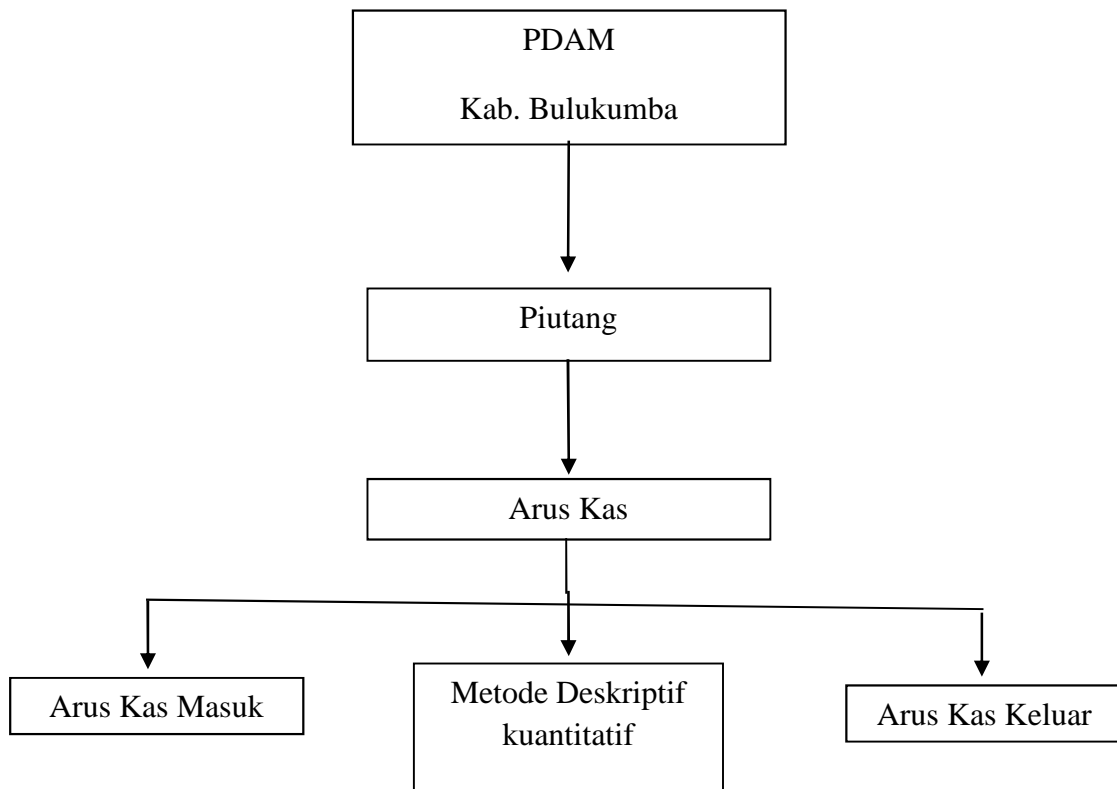 PDAM
Kab. Bulukumba
Piutang
Arus Kas
Arus Kas Masuk
Metode Deskriptif
kuantitatif
Arus Kas Keluar